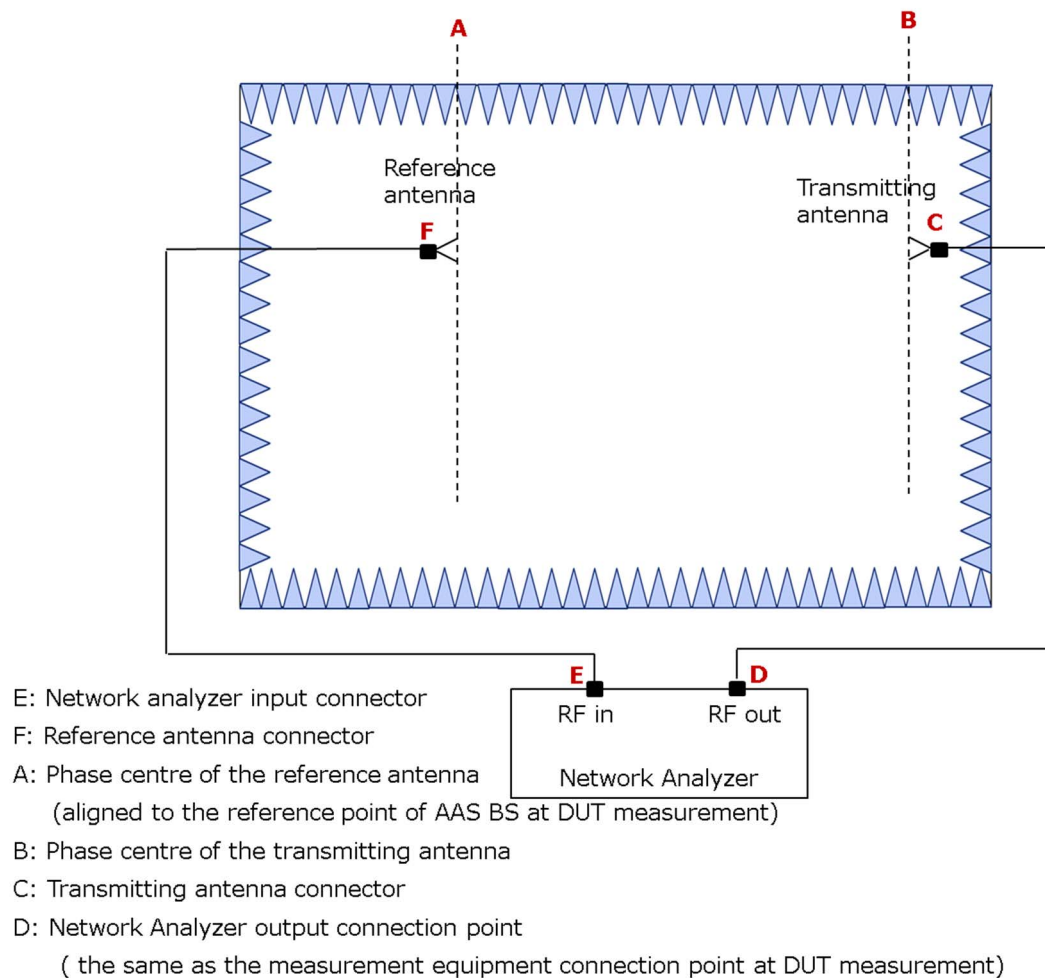 A
B
Reference
antenna
Transmitting
antenna
F
C
E
D
RF in
RF out
Network Analyzer
E: Network analyzer input connector
F: Reference antenna connector
A: Phase centre of the reference antenna
(aligned to the reference point of AAS BS at DUT measurement)
B: Phase centre of the transmitting antenna
C: Transmitting antenna connector
D: Network Analyzer output connection point
( the same as the measurement equipment connection point at DUT measurement)